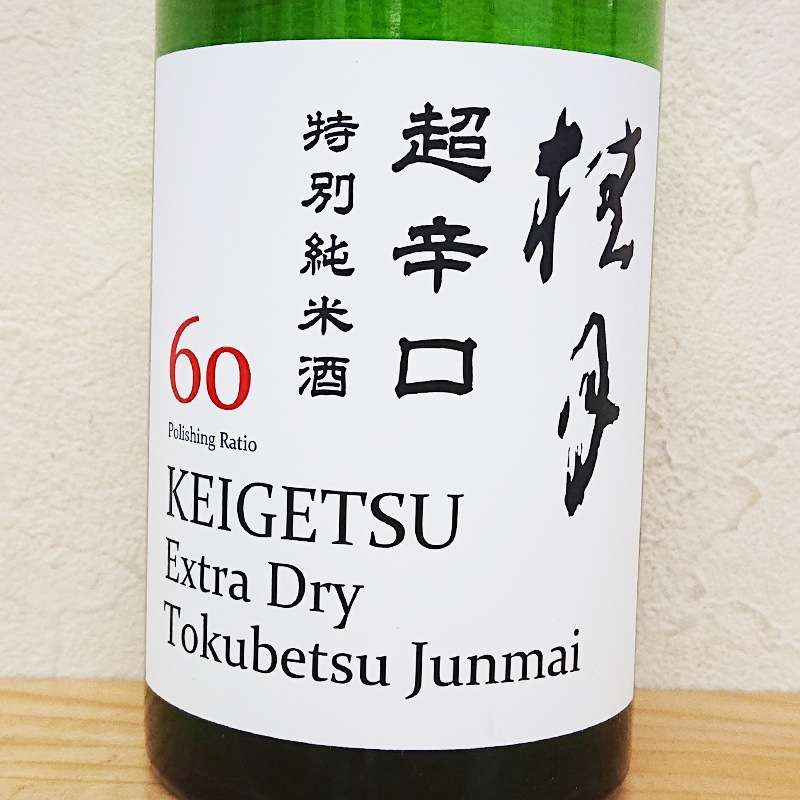 桂月
超辛口
特別純米酒
60
Polishing Ratio
KEIGETSU
Extra Dry
Tokubetsu Junmai